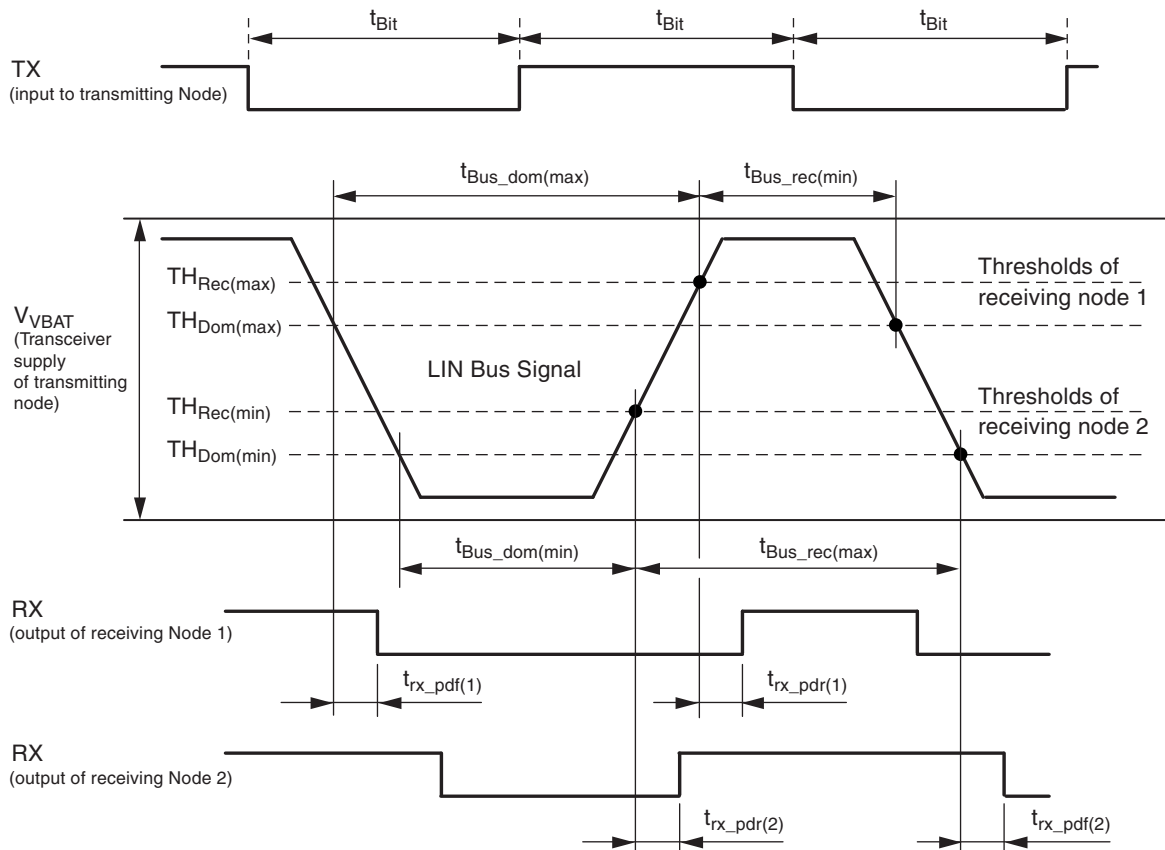 tBit tBit tBit
TX
(input to transmitting Node)
tBus_dom(max) tBus_rec(min)
THRec(max)
THDom(max)
Thresholds of
receiving node 1
VVBAT
(Transceiver
supply
of transmitting
node)
LIN Bus Signal
THRec(min)
THDom(min)
Thresholds of
receiving node 2
tBus_dom(min) tBus_rec(max)
RX
(output of receiving Node 1)
trx_pdf(1) trx_pdr(1)
RX
(output of receiving Node 2)
trx_pdr(2) trx_pdf(2)